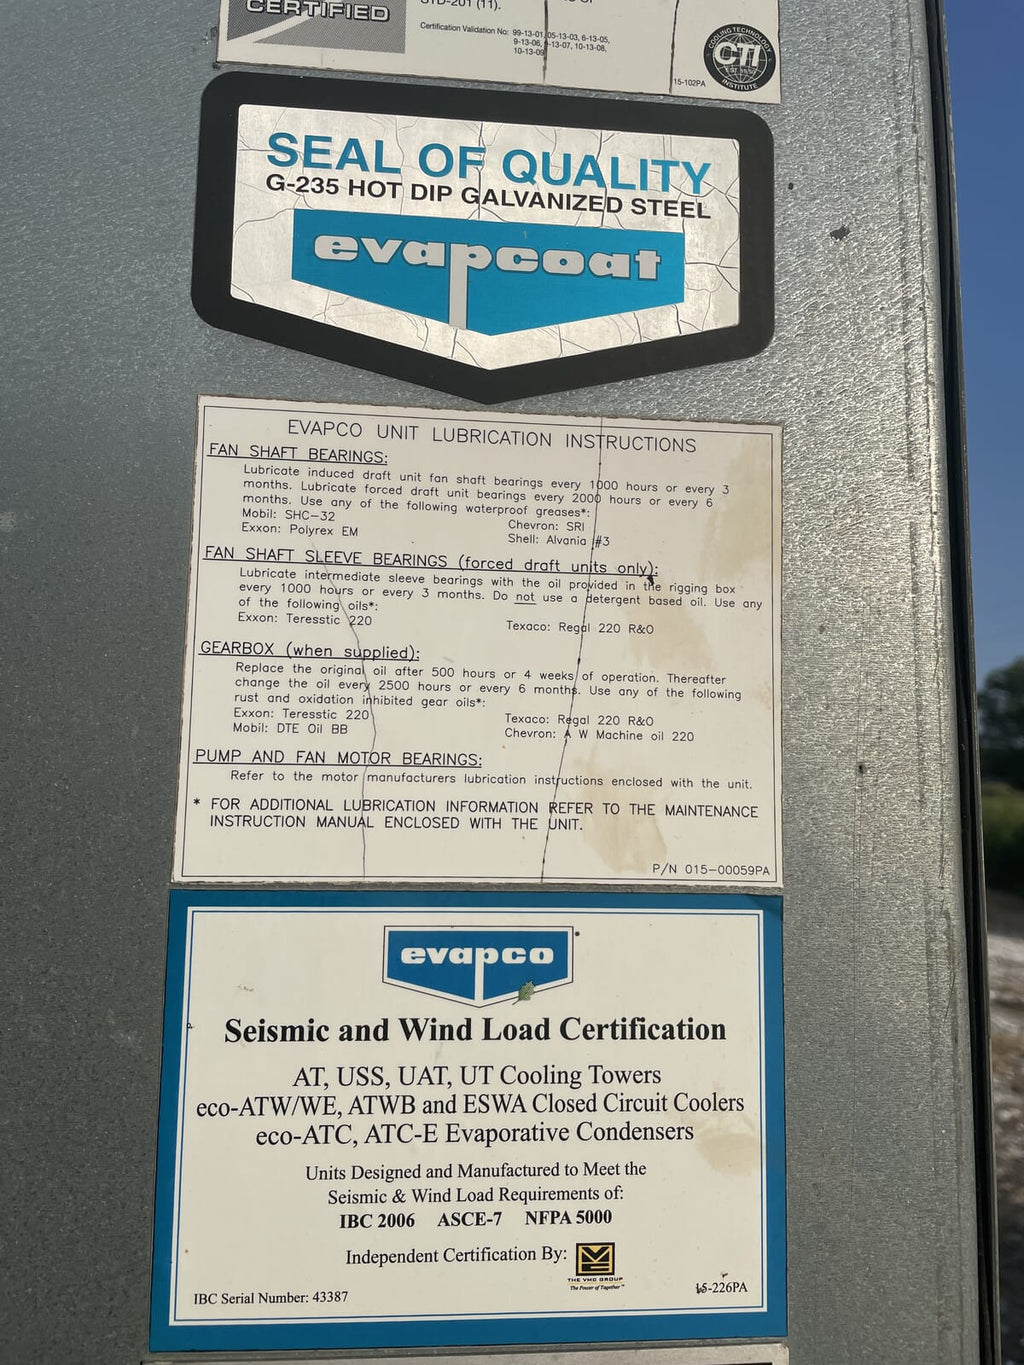 CERTIFIED
STD-201 (11).
Certification Validation No: 99-13-01, 05-13-03, 6-13-05,
9-13-06, 9-13-07, 10-13-08,
10-13-09
COOLING TECHNOLOGY
CTI
INSTITUTE
15-102PA
SEAL OF QUALITY
G-235 HOT DIP GALVANIZED STEEL
evapcoat
EVAPCO UNIT LUBRICATION INSTRUCTIONS
FAN SHAFT BEARINGS:
Lubricate induced draft unit fan shaft bearings every 1000 hours or every 3
months. Lubricate forced draft unit bearings every 2000 hours or every 6
months. Use any of the following waterproof greases*:
Mobil: SHC-32 Chevron: SRI
Exxon: Polyrex EM Shell: Alvania #3
FAN SHAFT SLEEVE BEARINGS (forced draft units only):
Lubricate intermediate sleeve bearings with the oil provided in the rigging box
every 1000 hours or every 3 months. Do not use a detergent based oil. Use any
of the following oils*:
Exxon: Teresstic 220 Texaco: Regal 220 R&O
GEARBOX (when supplied):
Replace the original oil after 500 hours or 4 weeks of operation. Thereafter
change the oil every 2500 hours or every 6 months. Use any of the following
rust and oxidation inhibited gear oils*:
Exxon: Teresstic 220 Texaco: Regal 220 R&O
Mobil: DTE Oil BB Chevron: A W Machine oil 220
PUMP AND FAN MOTOR BEARINGS:
Refer to the motor manufacturers lubrication instructions enclosed with the unit.
* FOR ADDITIONAL LUBRICATION INFORMATION REFER TO THE MAINTENANCE
INSTRUCTION MANUAL ENCLOSED WITH THE UNIT.
P/N 015-00059PA
evapco
Seismic and Wind Load Certification
AT, USS, UAT, UT Cooling Towers
eco-ATW/WE, ATWB and ESWA Closed Circuit Coolers
eco-ATC, ATC-E Evaporative Condensers
Units Designed and Manufactured to Meet the
Seismic & Wind Load Requirements of:
IBC 2006 ASCE-7 NFPA 5000
Independent Certification By:
THE VMC GROUP
The Power of Together™
IBC Serial Number: 43387
15-226PA